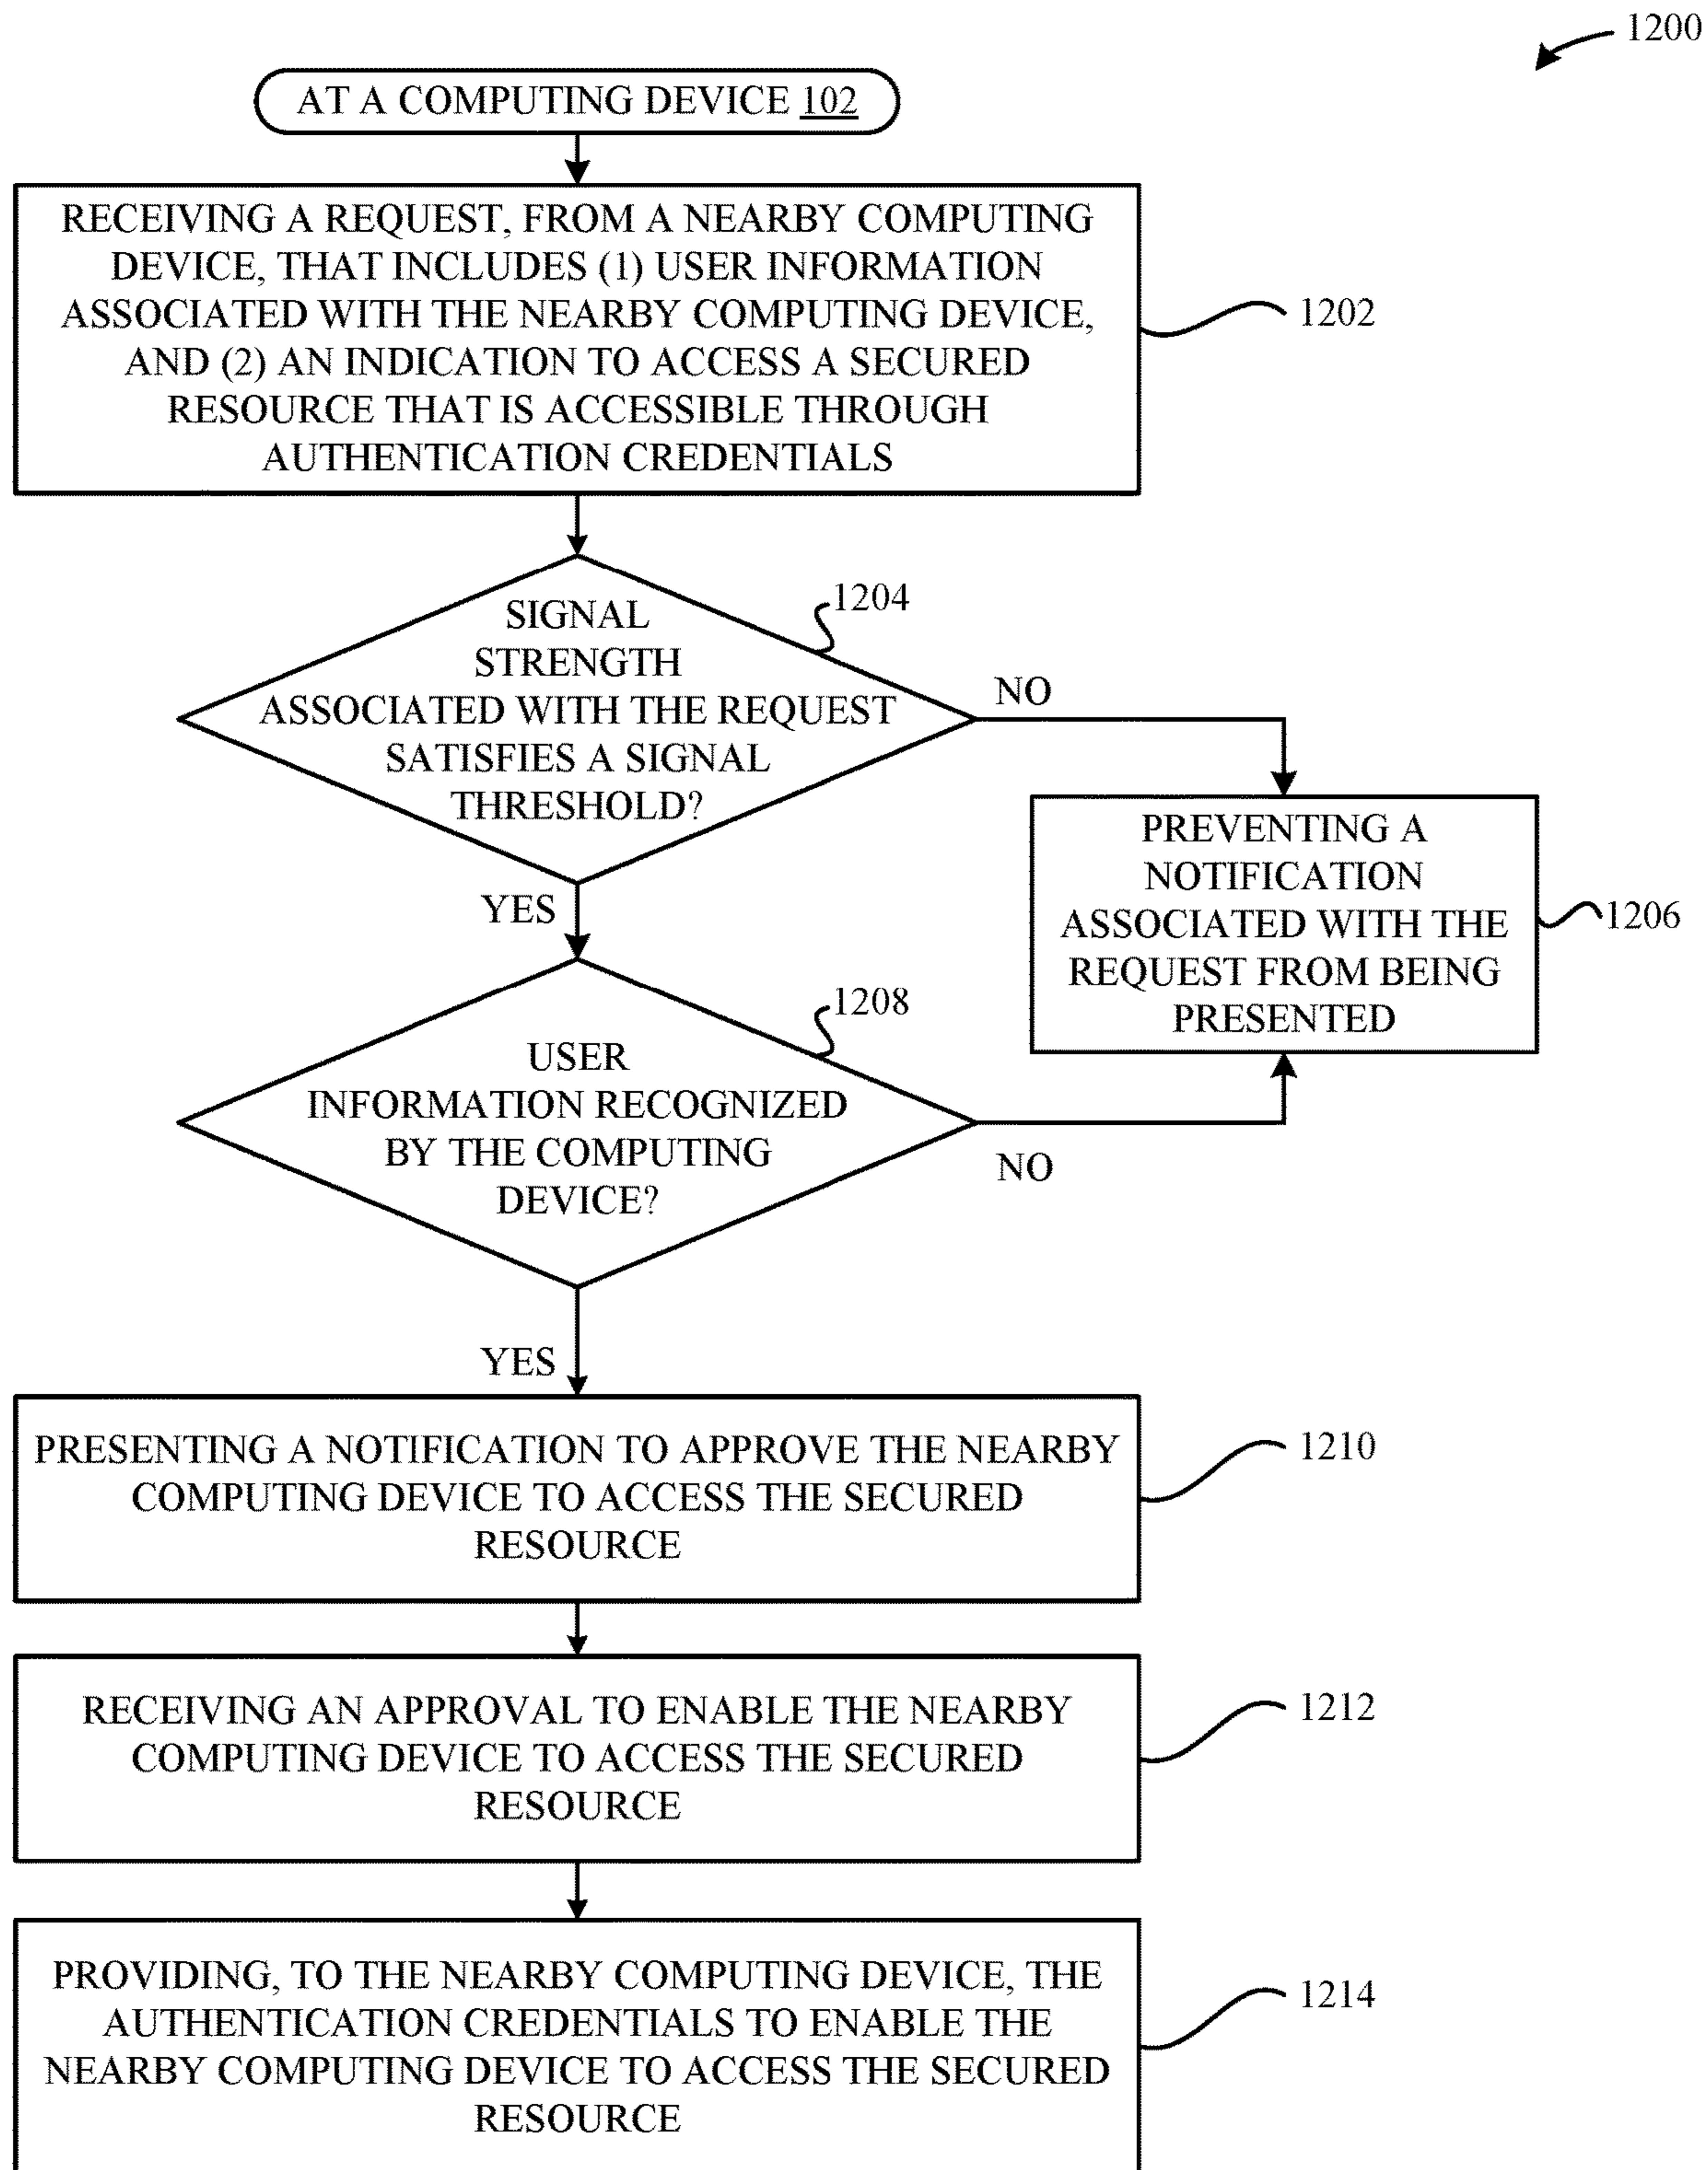 1200
AT A COMPUTING DEVICE 102
RECEIVING A REQUEST, FROM A NEARBY COMPUTING
DEVICE, THAT INCLUDES (1) USER INFORMATION
ASSOCIATED WITH THE NEARBY COMPUTING DEVICE,
AND (2) AN INDICATION TO ACCESS A SECURED
RESOURCE THAT IS ACCESSIBLE THROUGH
AUTHENTICATION CREDENTIALS
1202
1204
SIGNAL
STRENGTH
ASSOCIATED WITH THE REQUEST
SATISFIES A SIGNAL
THRESHOLD?
NO
YES
PREVENTING A
NOTIFICATION
ASSOCIATED WITH THE
REQUEST FROM BEING
PRESENTED
1206
1208
USER
INFORMATION RECOGNIZED
BY THE COMPUTING
DEVICE?
NO
YES
PRESENTING A NOTIFICATION TO APPROVE THE NEARBY
COMPUTING DEVICE TO ACCESS THE SECURED
RESOURCE
1210
RECEIVING AN APPROVAL TO ENABLE THE NEARBY
COMPUTING DEVICE TO ACCESS THE SECURED
RESOURCE
1212
PROVIDING, TO THE NEARBY COMPUTING DEVICE, THE
AUTHENTICATION CREDENTIALS TO ENABLE THE
NEARBY COMPUTING DEVICE TO ACCESS THE SECURED
RESOURCE
1214